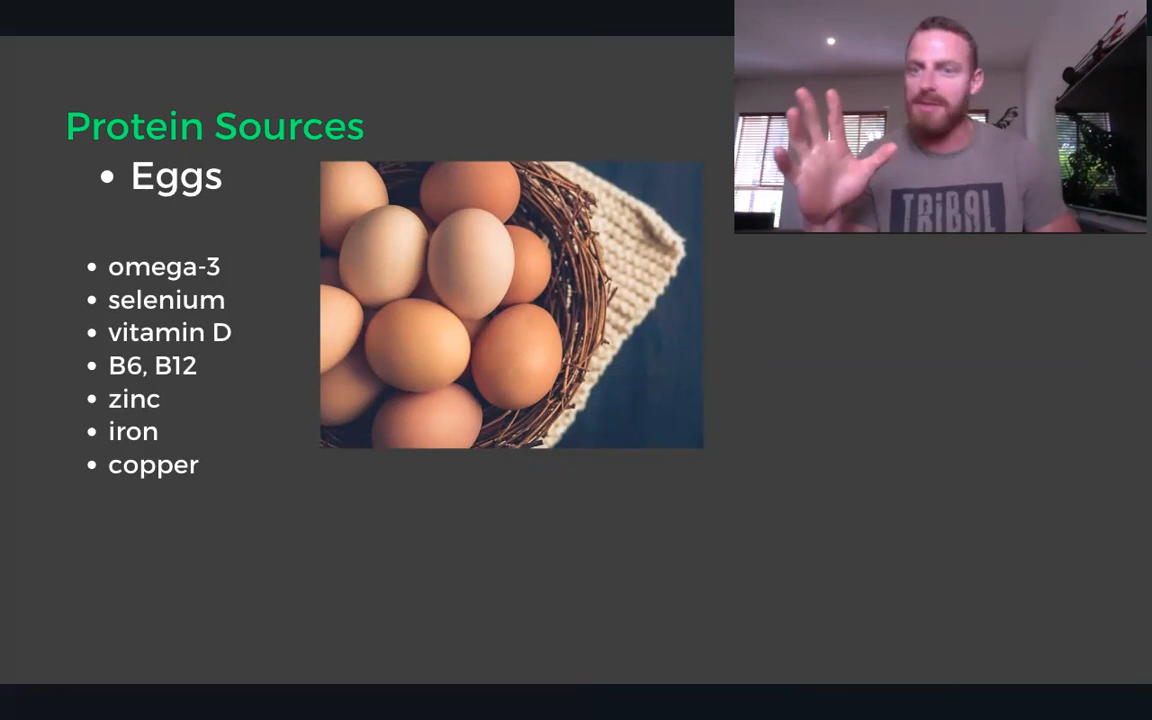 Protein Sources
• Eggs
• omega-3
• selenium
• vitamin D
• B6, B12
• zinc
• iron
• copper
TRIBAL